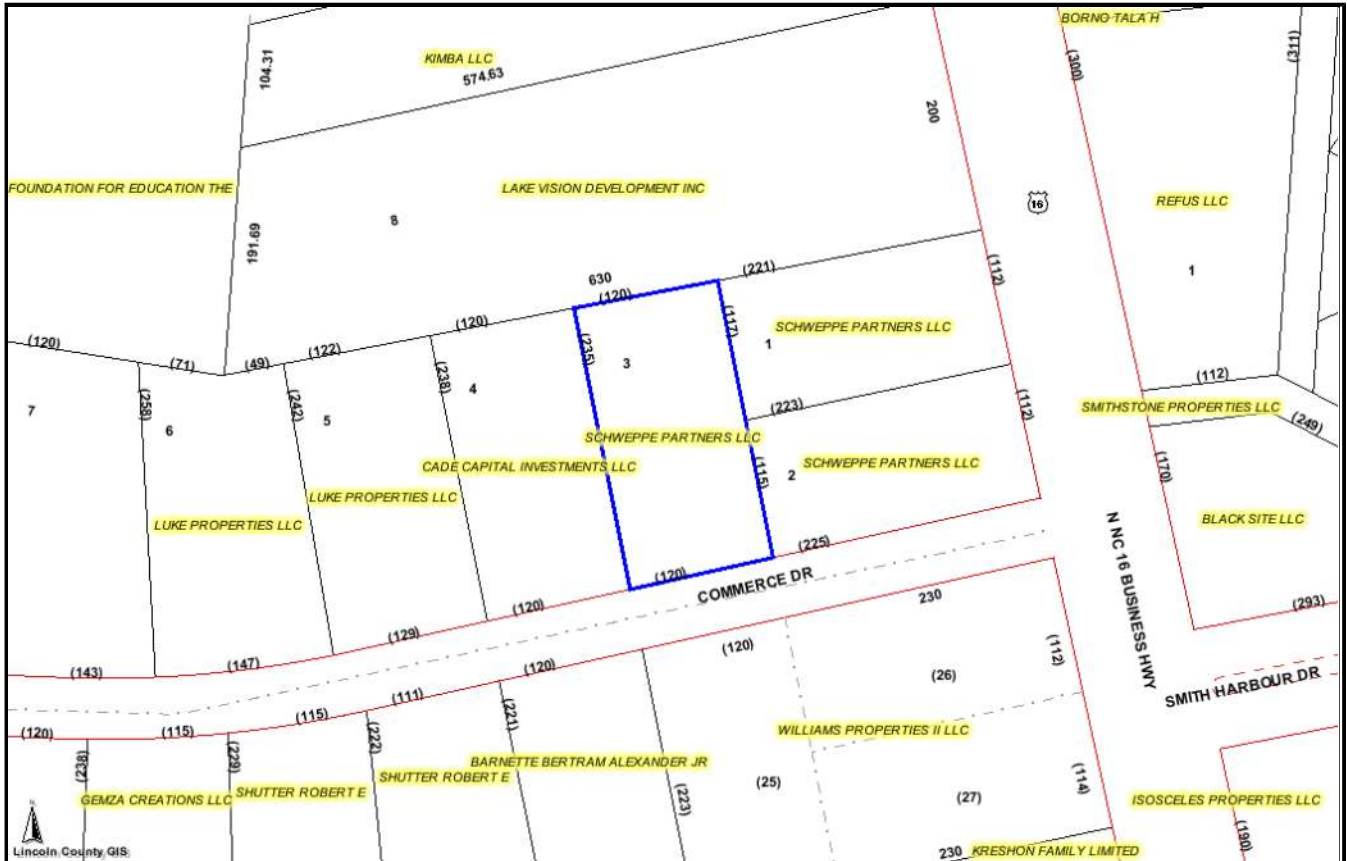 BORNO TALA H
(311)
104.31
KIMBA LLC
574.63
(300)
200
FOUNDATION FOR EDUCATION THE
LAKE VISION DEVELOPMENT INC
16
REFUS LLC
8
191.69
1
630
(221)
(112)
(120)
(117)
SCHWEPPE PARTNERS LLC
1
(120)
(120)
(71)
(49)
(122)
(235)
3
(238)
4
(112)
(258)
(242)
7
6
5
(223)
(112)
SMITHSTONE PROPERTIES LLC
(249)
SCHWEPPE PARTNERS LLC
CADE CAPITAL INVESTMENTS LLC
(115)
2
SCHWEPPE PARTNERS LLC
(170)
LUKE PROPERTIES LLC
LUKE PROPERTIES LLC
BLACK SITE LLC
(225)
(120)
COMMERCE DR
N NC 16 BUSINESS HWY
(120)
(129)
230
(293)
(143)
(147)
(120)
(120)
(112)
(26)
SMITH HARBOUR DR
(111)
(115)
(115)
(120)
(221)
(222)
(229)
(238)
WILLIAMS PROPERTIES II LLC
BARNETTE BERTRAM ALEXANDER JR
SHUTTER ROBERT E
SHUTTER ROBERT E
GEMZA CREATIONS LLC
(223)
(25)
(27)
(114)
ISOSCELES PROPERTIES LLC
(190)
230
KRESHON FAMILY LIMITED
Lincoln County GIS